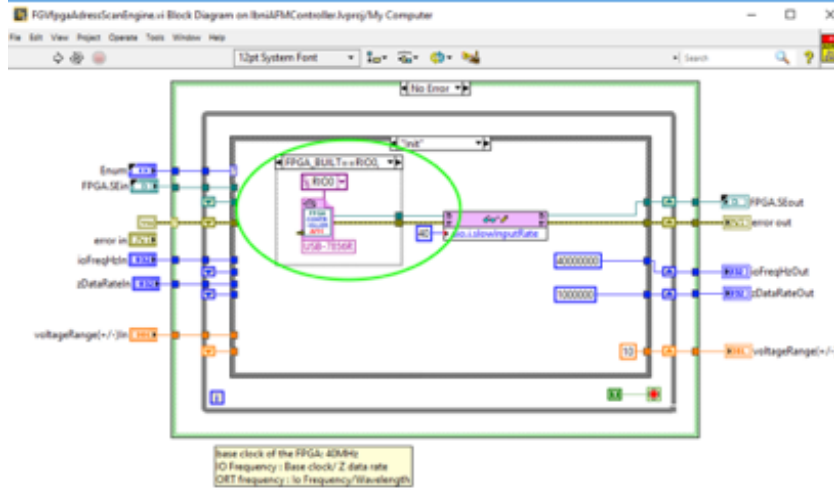 FGVfpgaAdressScanEngine.vi Block Diagram on lbniAFMController.lvproj/My Computer
File Edit View Project Operate Tools Window Help
12pt System Font
Search
No Error
"init"
FPGA_BUILT==RIO0,
RIO0
USB-7856R
40
aio.i.slowInputRate
Enum
FPGA.SEin
error in
ioFreqHzIn
zDataRateIn
voltageRange(+/-)In
40000000
1000000
10
FPGA.SEout
error out
ioFreqHzOut
zDataRateOut
voltageRange(+/-
i
base clock of the FPGA: 40MHz
IO Frequency : Base clock/ Z data rate
ORT frequency : Io Frequency/Wavelength